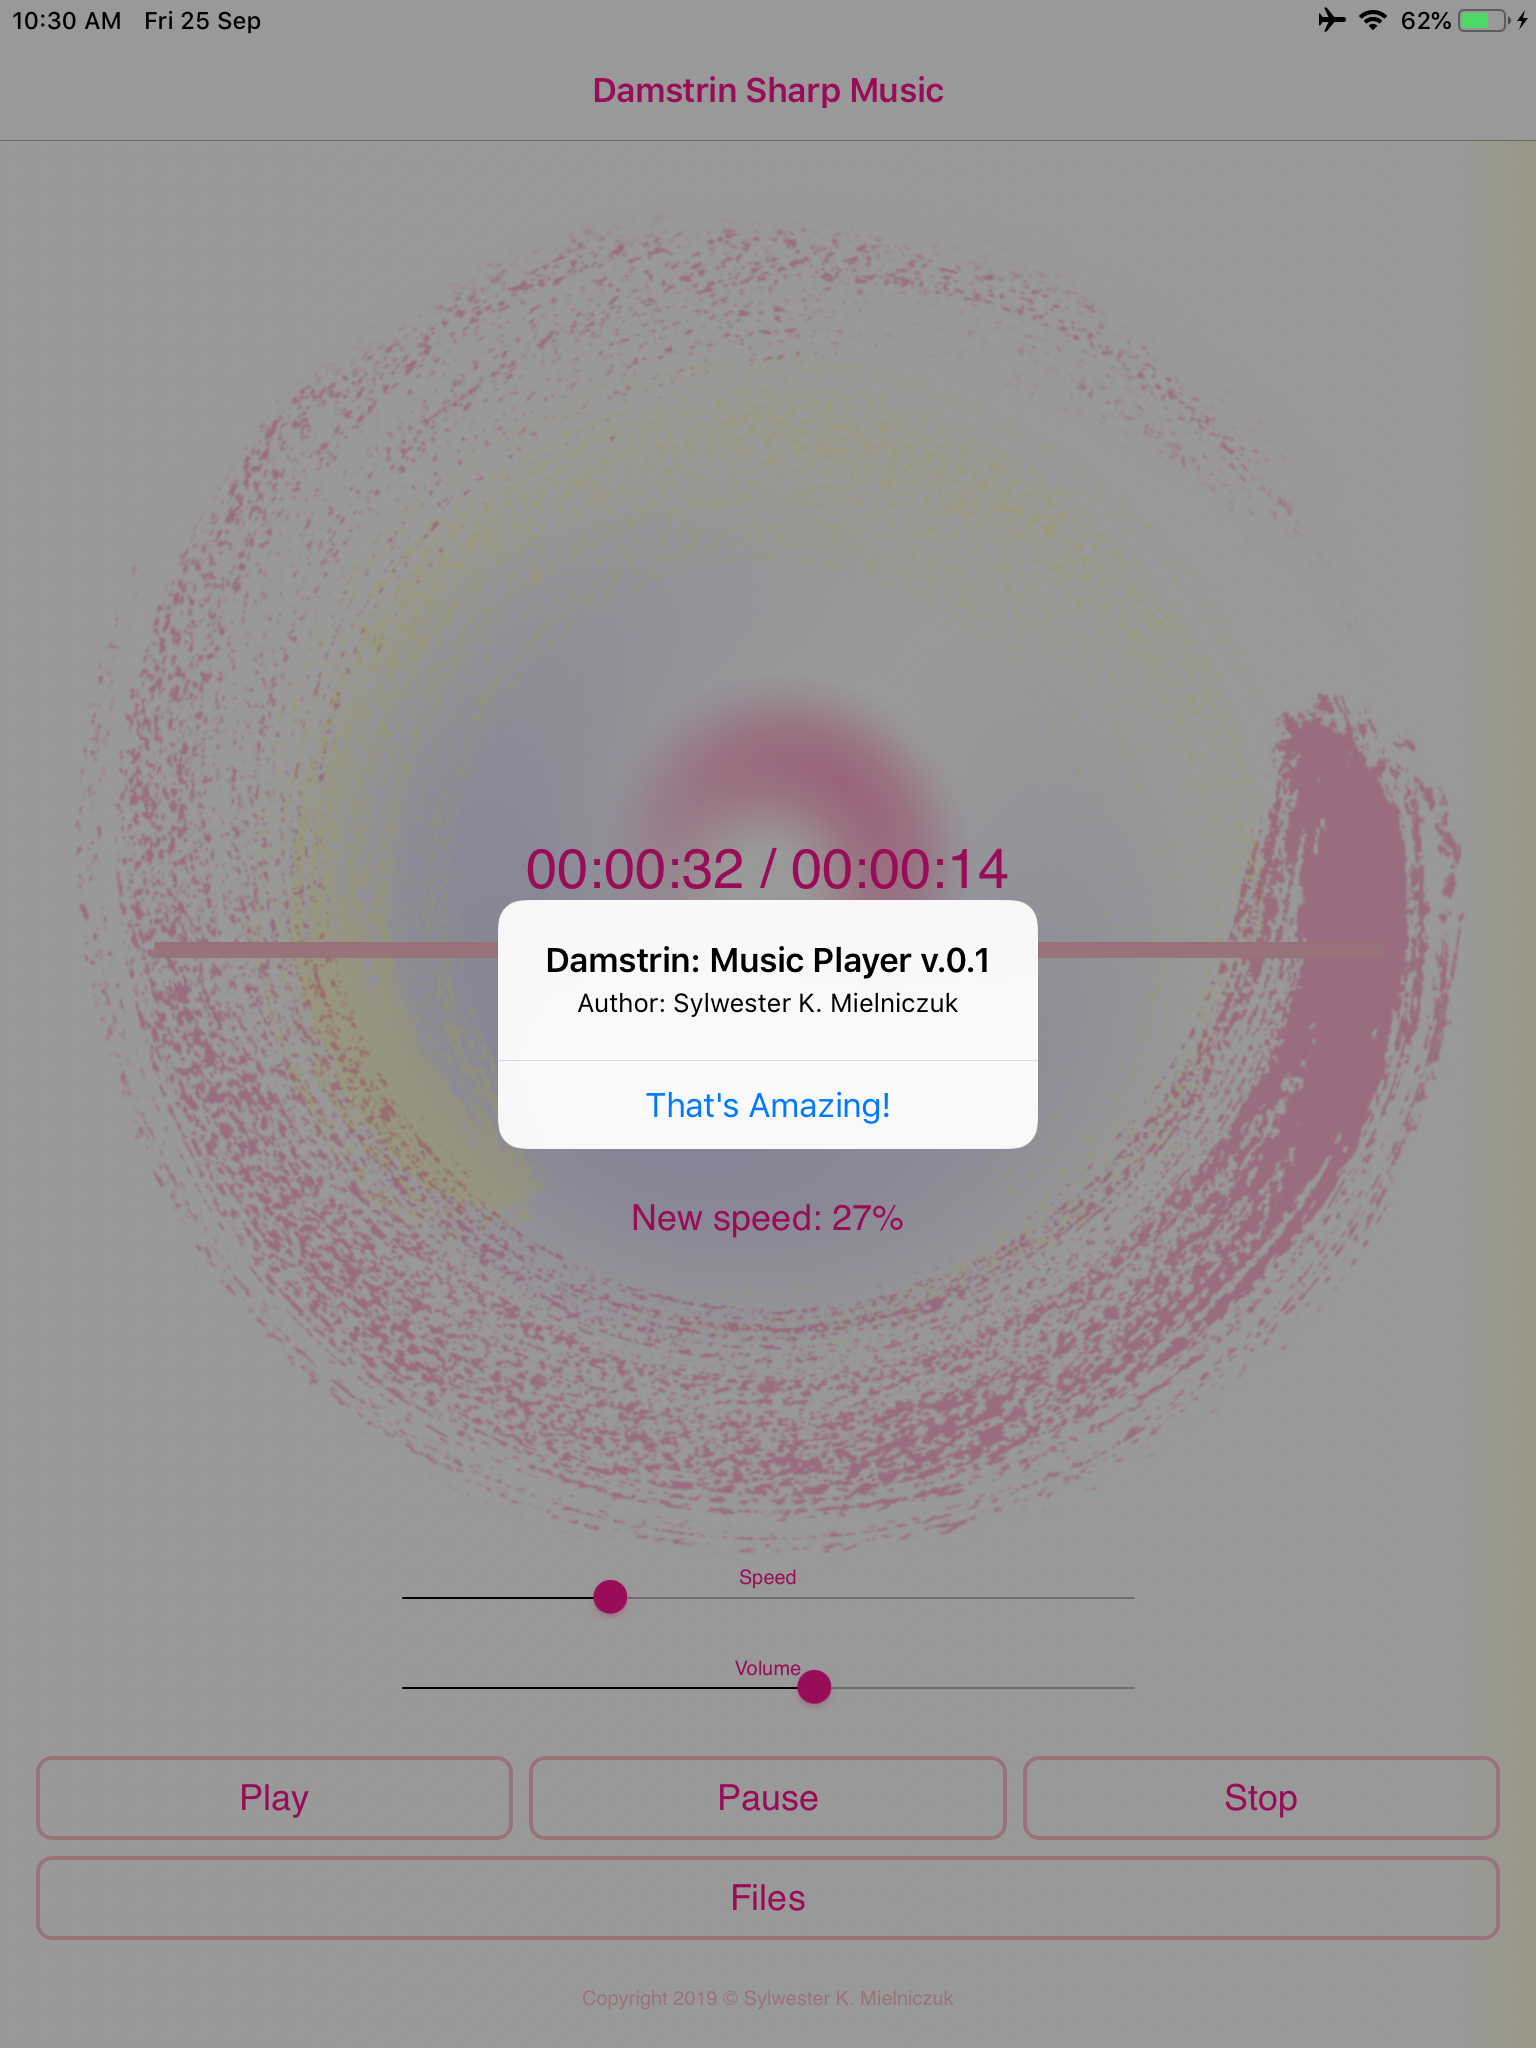 10:30 AM Fri 25 Sep 62%
Damstrin Sharp Music
00:00:32 / 00:00:14
Damstrin: Music Player v.0.1
Author: Sylwester K. Mielniczuk
That's Amazing!
New speed: 27%
Speed
Volume
Play Pause Stop
Files
Copyright 2019 © Sylwester K. Mielniczuk